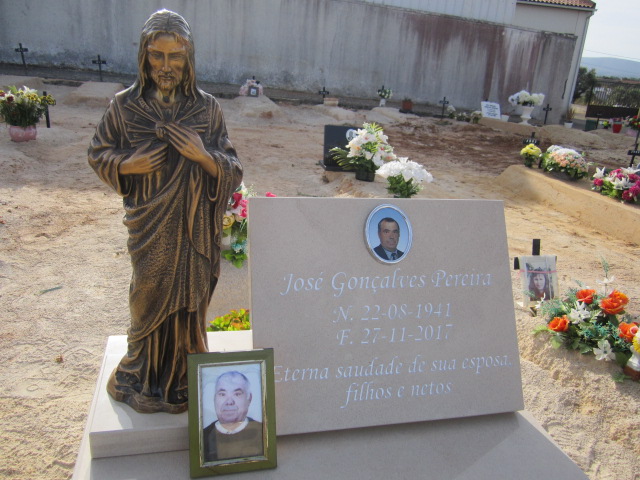 José Gonçalves Pereira
N. 22-08-1941
F. 27-11-2017
Eterna saudade de sua esposa,
filhos e netos